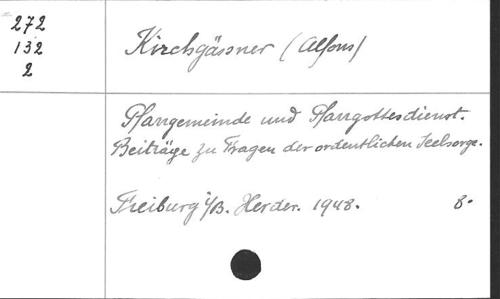 272
132
2
Kirchgässner (Alfons)
Pfarrgemeinde und Pfarrgottesdienst.
Beiträge zu Fragen der ordentlichen Seelsorge.
Freiburg i/B. Herder. 1948. 8°